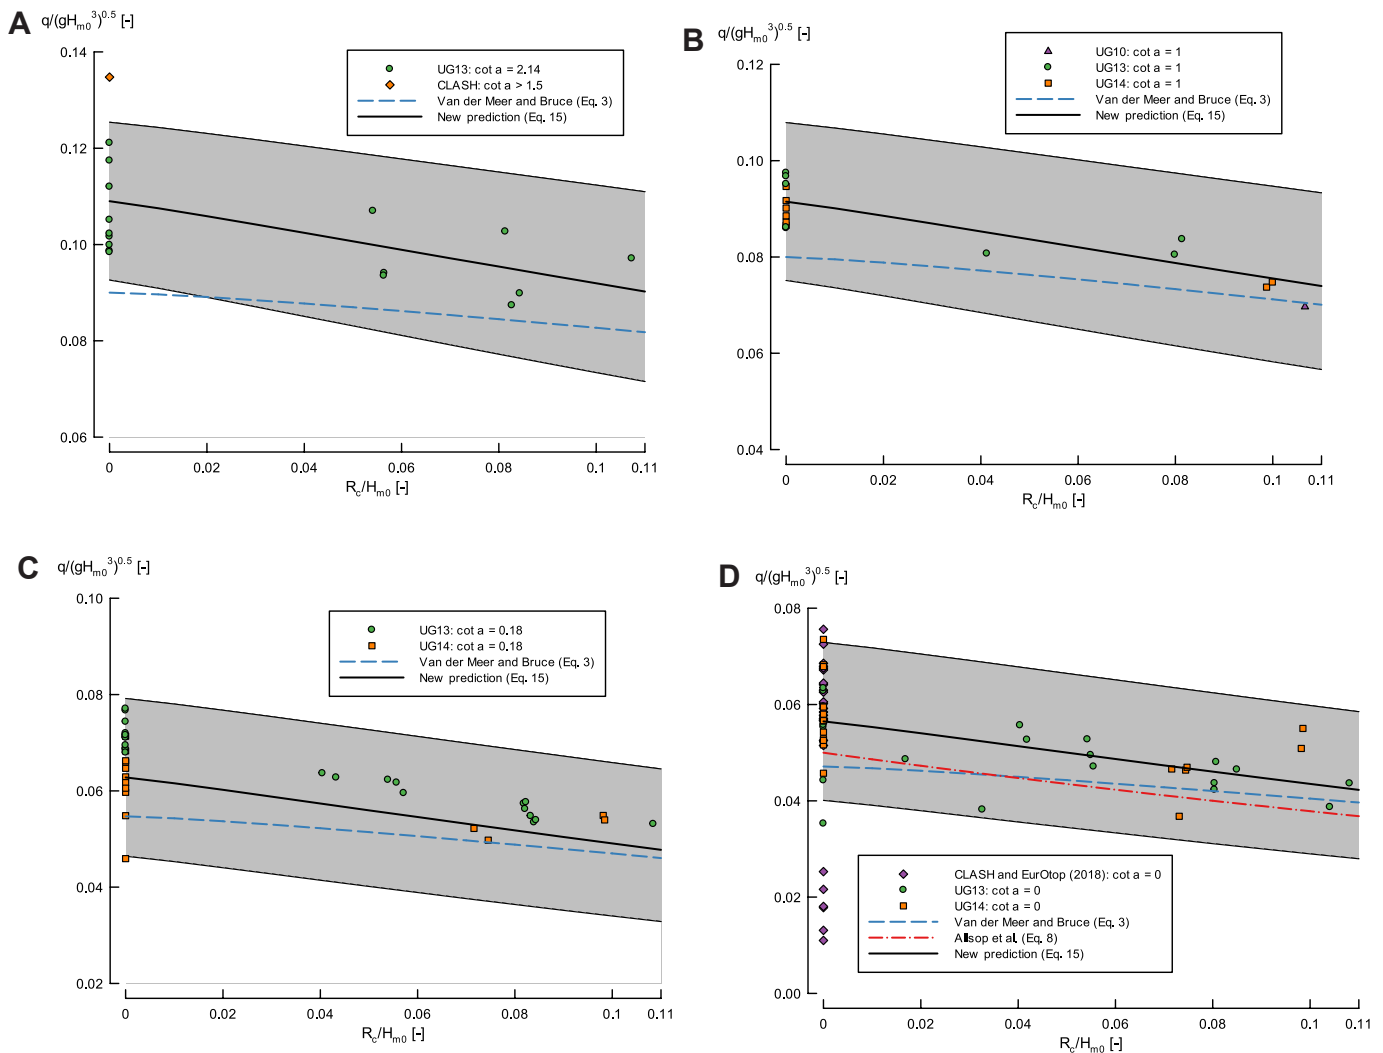 A
q/(gHm0³)^0.5 [-]
0.14
0.12
0.10
0.08
0.06
UG13: cot a = 2.14
CLASH: cot a > 1.5
Van der Meer and Bruce (Eq. 3)
New prediction (Eq. 15)
0 0.02 0.04 0.06 0.08 0.1 0.11
Rc/Hm0 [-]
B
q/(gHm0³)^0.5 [-]
0.12
0.10
0.08
0.06
0.04
UG10: cot a = 1
UG13: cot a = 1
UG14: cot a = 1
Van der Meer and Bruce (Eq. 3)
New prediction (Eq. 15)
0 0.02 0.04 0.06 0.08 0.1 0.11
Rc/Hm0 [-]
C
q/(gHm0³)^0.5 [-]
0.10
0.08
0.06
0.04
0.02
UG13: cot a = 0.18
UG14: cot a = 0.18
Van der Meer and Bruce (Eq. 3)
New prediction (Eq. 15)
0 0.02 0.04 0.06 0.08 0.1 0.11
Rc/Hm0 [-]
D
q/(gHm0³)^0.5 [-]
0.08
0.06
0.04
0.02
0.00
CLASH and EurOtop (2018): cot a = 0
UG13: cot a = 0
UG14: cot a = 0
Van der Meer and Bruce (Eq. 3)
Allsop et al. (Eq. 8)
New prediction (Eq. 15)
0 0.02 0.04 0.06 0.08 0.1 0.11
Rc/Hm0 [-]